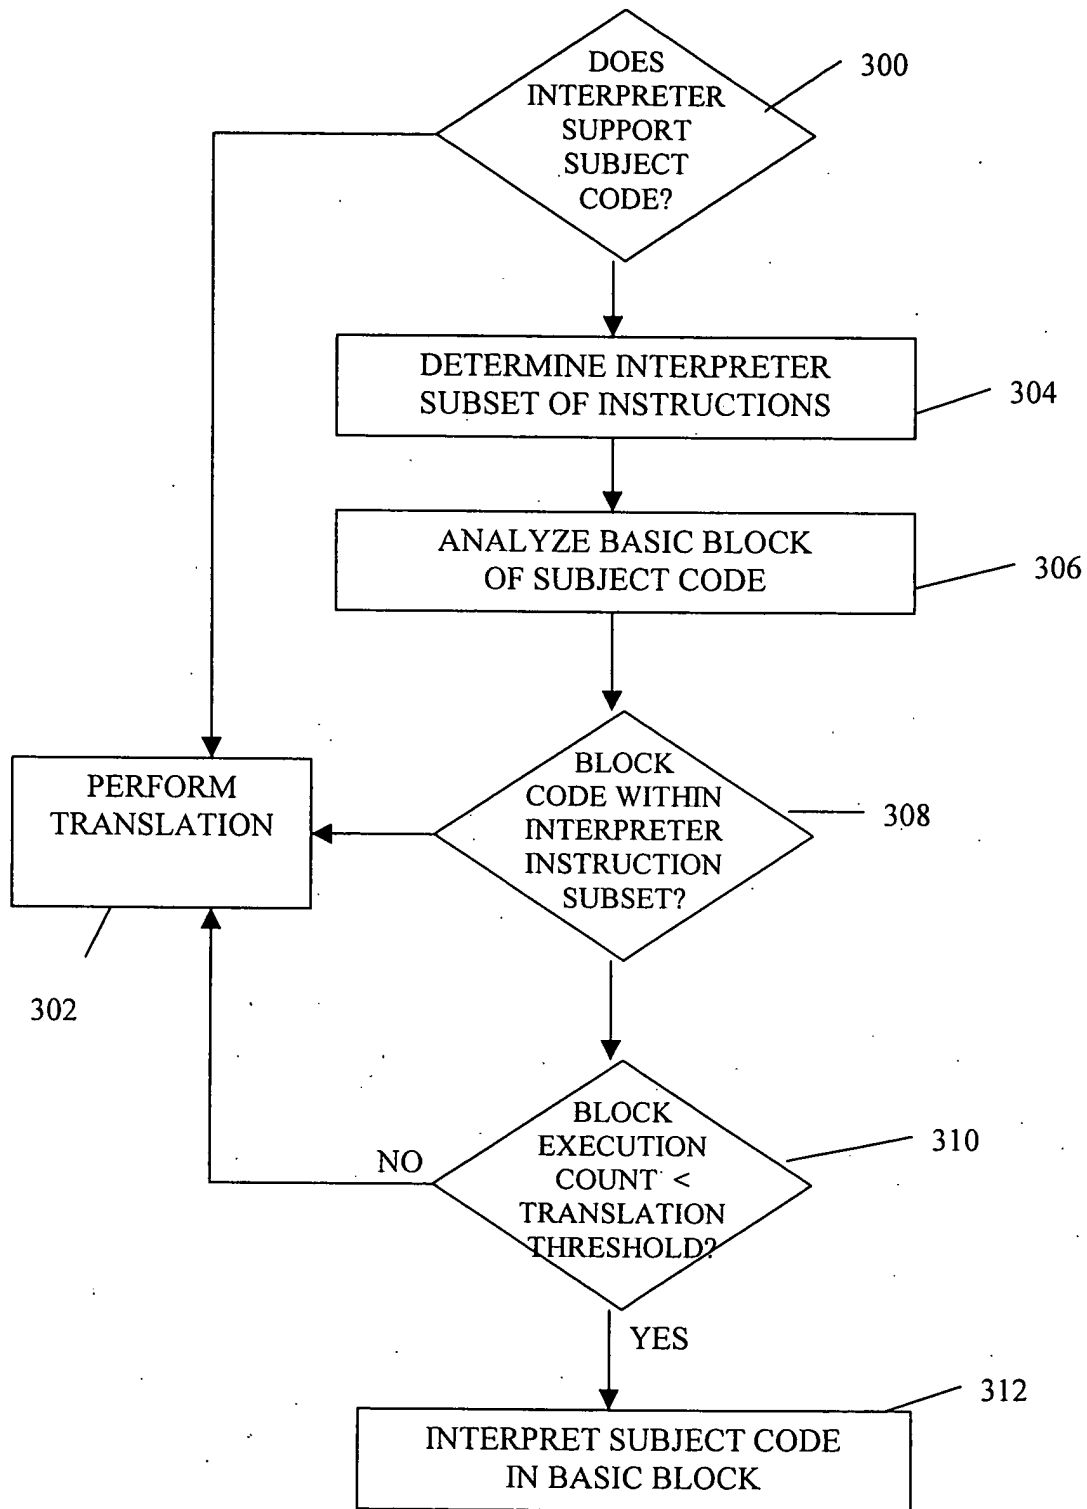 DOES
INTERPRETER
SUPPORT
SUBJECT
CODE?
300
DETERMINE INTERPRETER
SUBSET OF INSTRUCTIONS
304
ANALYZE BASIC BLOCK
OF SUBJECT CODE
306
PERFORM
TRANSLATION
302
BLOCK
CODE WITHIN
INTERPRETER
INSTRUCTION
SUBSET?
308
BLOCK
EXECUTION
COUNT <
TRANSLATION
THRESHOLD?
310
NO
YES
312
INTERPRET SUBJECT CODE
IN BASIC BLOCK